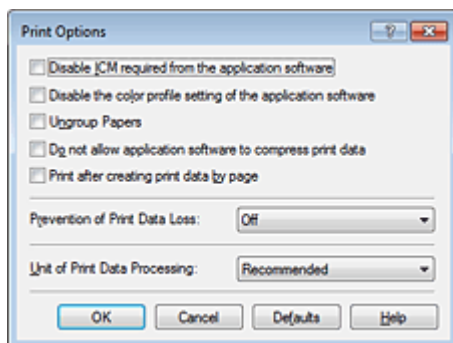 Print Options
Disable ICM required from the application software
Disable the color profile setting of the application software
Ungroup Papers
Do not allow application software to compress print data
Print after creating print data by page
Prevention of Print Data Loss: Off
Unit of Print Data Processing: Recommended
OK Cancel Defaults Help